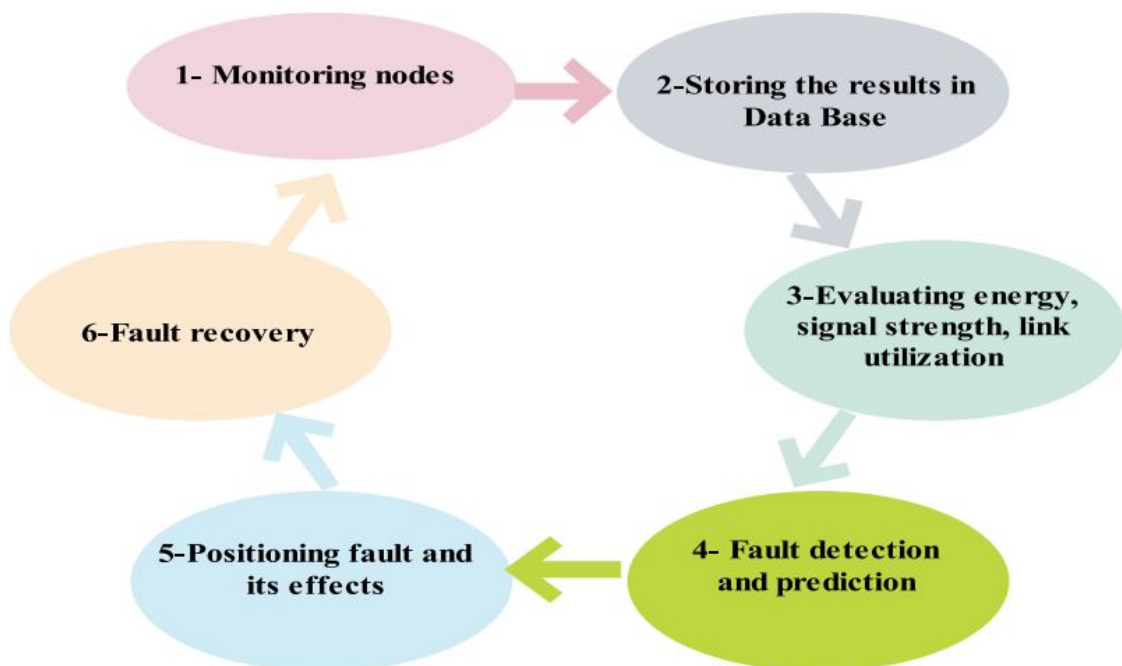 1- Monitoring nodes
2-Storing the results in
Data Base
3-Evaluating energy,
signal strength, link
utilization
4- Fault detection
and prediction
5-Positioning fault and
its effects
6-Fault recovery